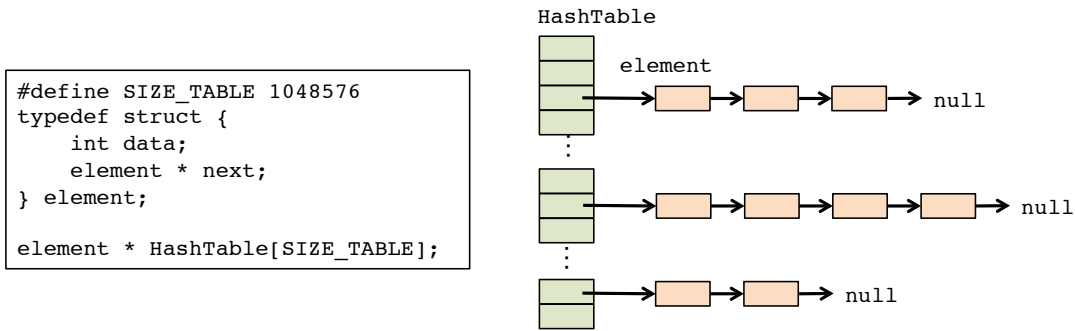 HashTable
element
null
#define SIZE_TABLE 1048576
typedef struct {
    int data;
    element * next;
} element;
element * HashTable[SIZE_TABLE];
null
null